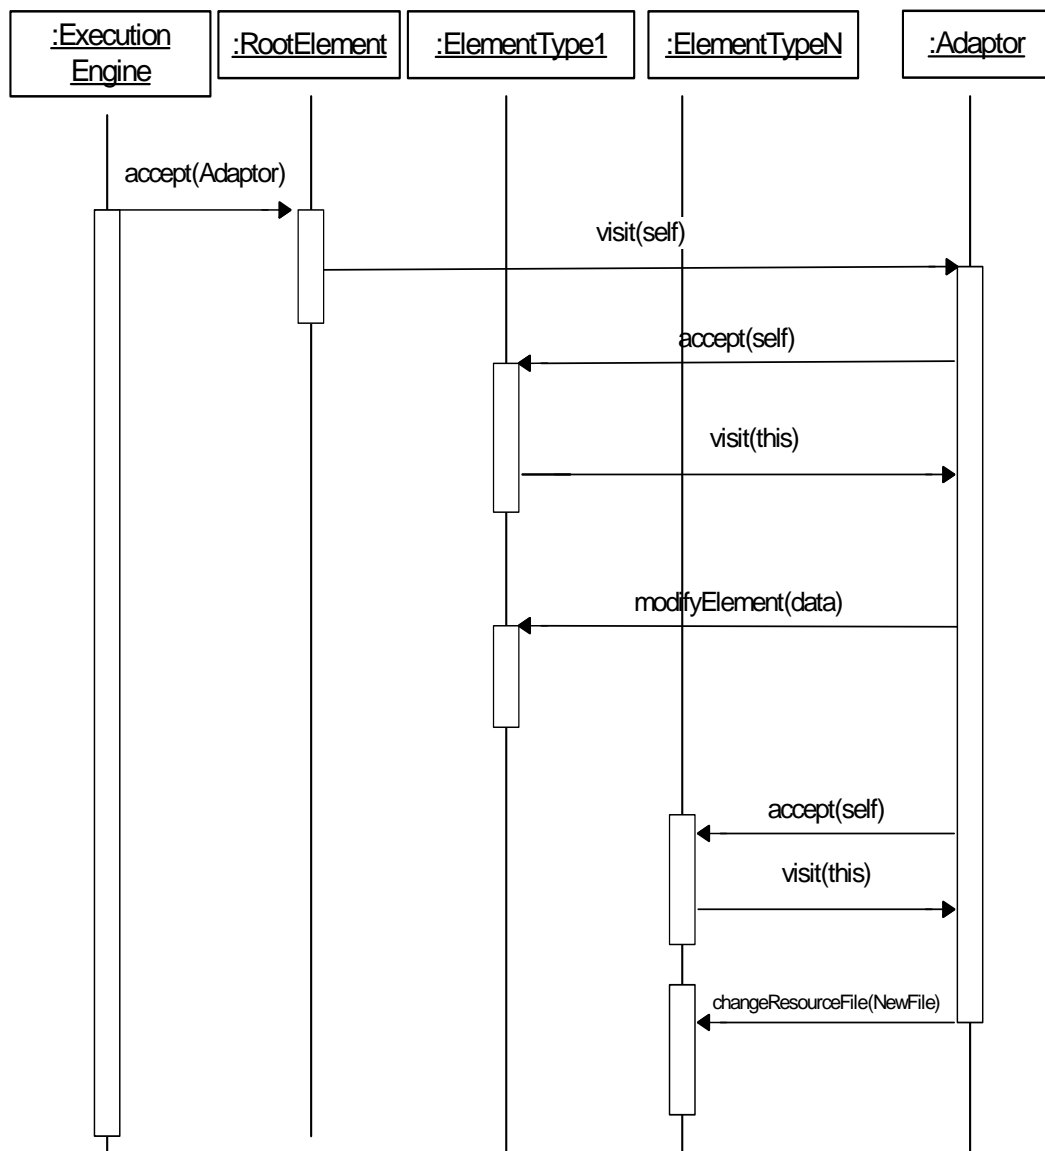 :Execution
Engine
:RootElement
:ElementType1
:ElementTypeN
:Adaptor
accept(Adaptor)
visit(self)
accept(self)
visit(this)
modifyElement(data)
accept(self)
visit(this)
changeResourceFile(NewFile)